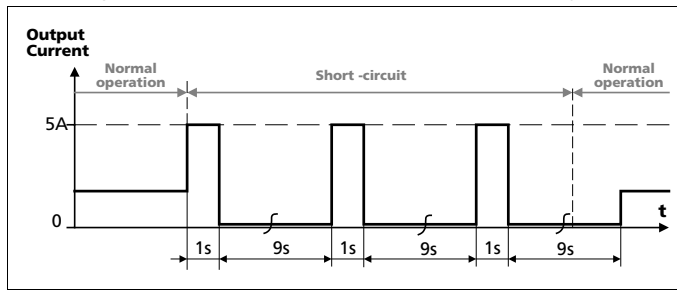 Output
Current
Normal
operation
Short -circuit
Normal
operation
5A
0
t
1s
9s
1s
9s
1s
9s